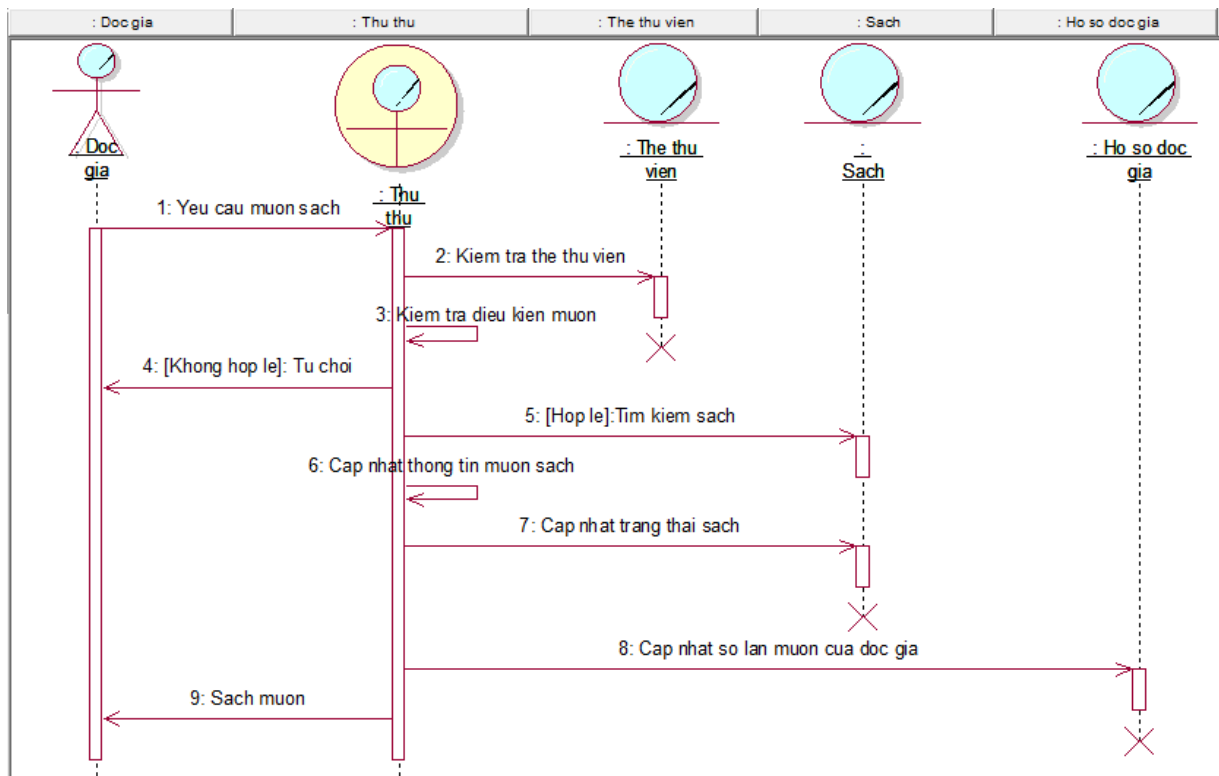 : Doc gia
: Thu thu
: The thu vien
: Sach
: Ho so doc gia
: Doc
gia
: Thu
thu
: The thu
vien
:
Sach
: Ho so doc
gia
1: Yeu cau muon sach
2: Kiem tra the thu vien
3: Kiem tra dieu kien muon
4: [Khong hop le]: Tu choi
5: [Hop le]:Tim kiem sach
6: Cap nhat thong tin muon sach
7: Cap nhat trang thai sach
8: Cap nhat so lan muon cua doc gia
9: Sach muon